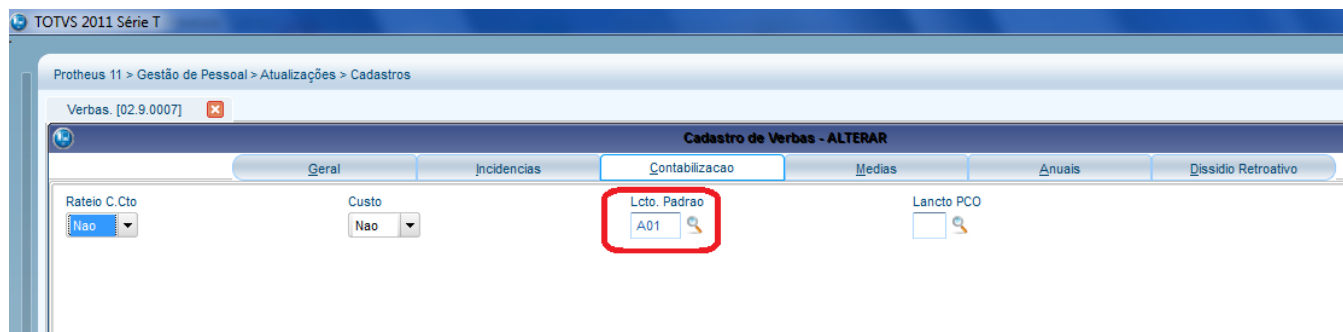 TOTVS 2011 Série T
Protheus 11 > Gestão de Pessoal > Atualizações > Cadastros
Verbas. [02.9.0007]
Cadastro de Verbas - ALTERAR
Geral Incidencias Contabilizacao Medias Anuais Dissidio Retroativo
Rateio C.Cto Custo Lcto. Padrao Lancto PCO
Nao Nao A01